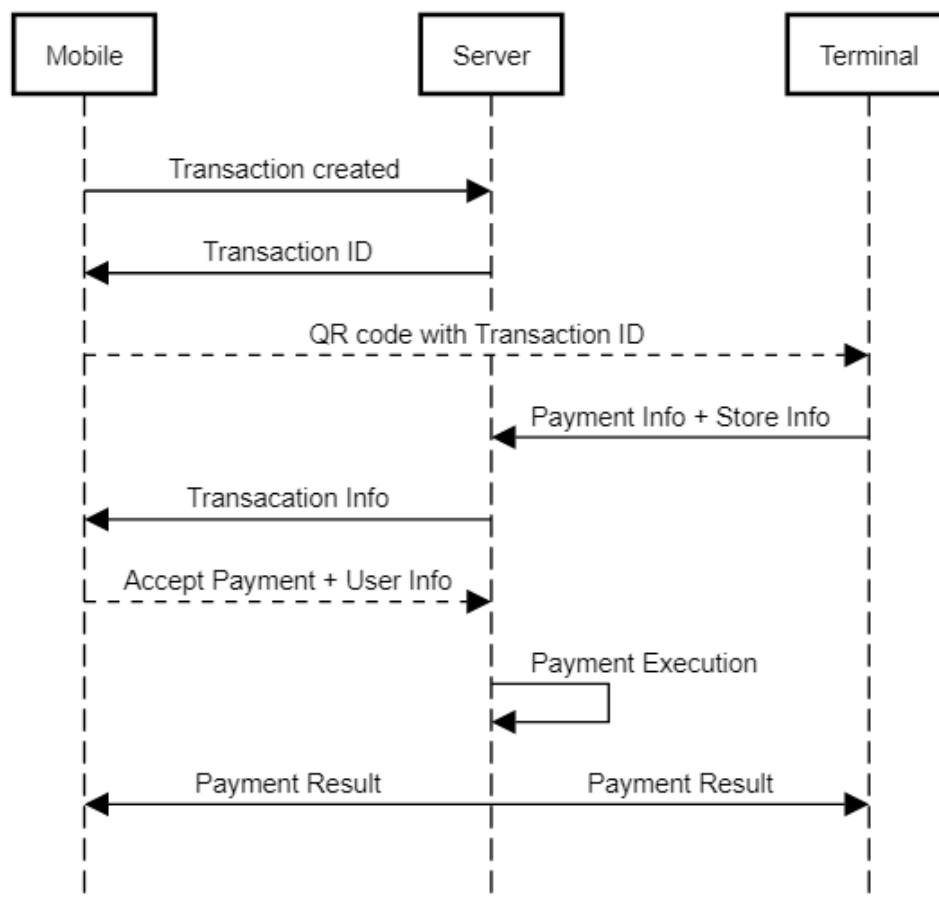 Mobile
Server
Terminal
Transaction created
Transaction ID
QR code with Transaction ID
Payment Info + Store Info
Transacation Info
Accept Payment + User Info
Payment Execution
Payment Result
Payment Result